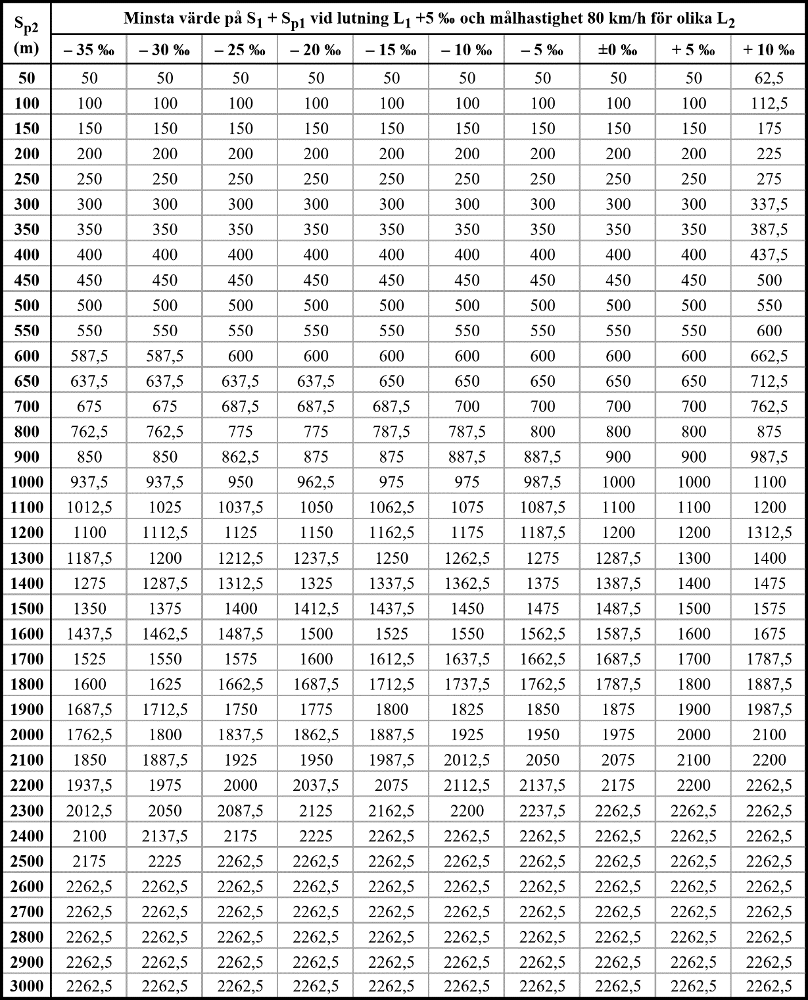 S_p2 (m) Minsta värde på S_1 + S_p1 vid lutning L_1 +5 ‰ och målhastighet 80 km/h för olika L_2
– 35 ‰ – 30 ‰ – 25 ‰ – 20 ‰ – 15 ‰ – 10 ‰ – 5 ‰ ±0 ‰ + 5 ‰ + 10 ‰
50 50 50 50 50 50 50 50 50 50 62,5
100 100 100 100 100 100 100 100 100 100 112,5
150 150 150 150 150 150 150 150 150 150 175
200 200 200 200 200 200 200 200 200 200 225
250 250 250 250 250 250 250 250 250 250 275
300 300 300 300 300 300 300 300 300 300 337,5
350 350 350 350 350 350 350 350 350 350 387,5
400 400 400 400 400 400 400 400 400 400 437,5
450 450 450 450 450 450 450 450 450 450 500
500 500 500 500 500 500 500 500 500 500 550
550 550 550 550 550 550 550 550 550 550 600
600 587,5 587,5 600 600 600 600 600 600 600 662,5
650 637,5 637,5 637,5 637,5 650 650 650 650 650 712,5
700 675 675 687,5 687,5 687,5 700 700 700 700 762,5
800 762,5 762,5 775 775 787,5 787,5 800 800 800 875
900 850 850 862,5 875 875 887,5 887,5 900 900 987,5
1000 937,5 937,5 950 962,5 975 975 987,5 1000 1000 1100
1100 1012,5 1025 1037,5 1050 1062,5 1075 1087,5 1100 1100 1200
1200 1100 1112,5 1125 1150 1162,5 1175 1187,5 1200 1200 1312,5
1300 1187,5 1200 1212,5 1237,5 1250 1262,5 1275 1287,5 1300 1400
1400 1275 1287,5 1312,5 1325 1337,5 1362,5 1375 1387,5 1400 1475
1500 1350 1375 1400 1412,5 1437,5 1450 1475 1487,5 1500 1575
1600 1437,5 1462,5 1487,5 1500 1525 1550 1562,5 1587,5 1600 1675
1700 1525 1550 1575 1600 1612,5 1637,5 1662,5 1687,5 1700 1787,5
1800 1600 1625 1662,5 1687,5 1712,5 1737,5 1762,5 1787,5 1800 1887,5
1900 1687,5 1712,5 1750 1775 1800 1825 1850 1875 1900 1987,5
2000 1762,5 1800 1837,5 1862,5 1887,5 1925 1950 1975 2000 2100
2100 1850 1887,5 1925 1950 1987,5 2012,5 2050 2075 2100 2200
2200 1937,5 1975 2000 2037,5 2075 2112,5 2137,5 2175 2200 2262,5
2300 2012,5 2050 2087,5 2125 2162,5 2200 2237,5 2262,5 2262,5 2262,5
2400 2100 2137,5 2175 2225 2262,5 2262,5 2262,5 2262,5 2262,5 2262,5
2500 2175 2225 2262,5 2262,5 2262,5 2262,5 2262,5 2262,5 2262,5 2262,5
2600 2262,5 2262,5 2262,5 2262,5 2262,5 2262,5 2262,5 2262,5 2262,5 2262,5
2700 2262,5 2262,5 2262,5 2262,5 2262,5 2262,5 2262,5 2262,5 2262,5 2262,5
2800 2262,5 2262,5 2262,5 2262,5 2262,5 2262,5 2262,5 2262,5 2262,5 2262,5
2900 2262,5 2262,5 2262,5 2262,5 2262,5 2262,5 2262,5 2262,5 2262,5 2262,5
3000 2262,5 2262,5 2262,5 2262,5 2262,5 2262,5 2262,5 2262,5 2262,5 2262,5